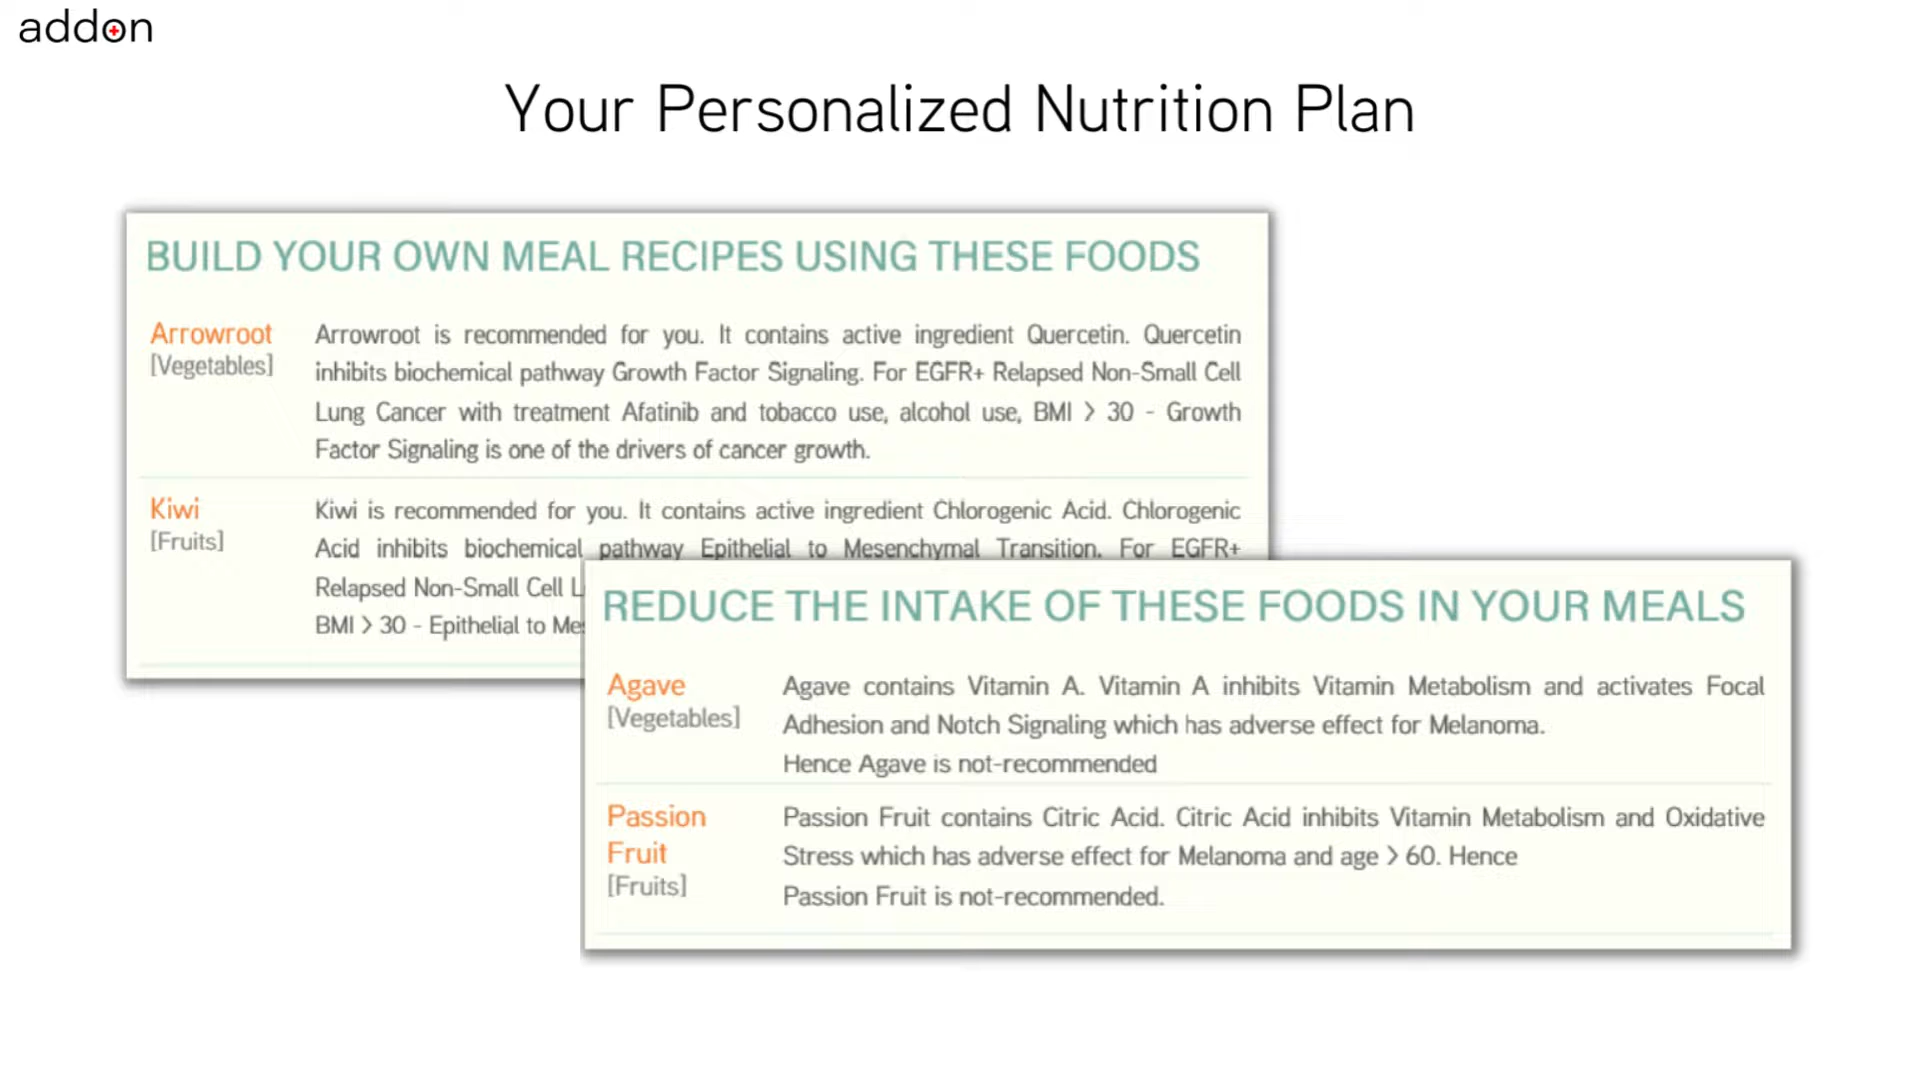 addon
Your Personalized Nutrition Plan
BUILD YOUR OWN MEAL RECIPES USING THESE FOODS
Arrowroot
[Vegetables]
Arrowroot is recommended for you. It contains active ingredient Quercetin. Quercetin
inhibits biochemical pathway Growth Factor Signaling. For EGFR+ Relapsed Non-Small Cell
Lung Cancer with treatment Afatinib and tobacco use, alcohol use, BMI > 30 - Growth
Factor Signaling is one of the drivers of cancer growth.
Kiwi
[Fruits]
Kiwi is recommended for you. It contains active ingredient Chlorogenic Acid. Chlorogenic
Acid inhibits biochemical pathway Epithelial to Mesenchymal Transition. For EGFR+
Relapsed Non-Small Cell
BMI > 30 - Epithelial to
REDUCE THE INTAKE OF THESE FOODS IN YOUR MEALS
Agave
[Vegetables]
Agave contains Vitamin A. Vitamin A inhibits Vitamin Metabolism and activates Focal
Adhesion and Notch Signaling which has adverse effect for Melanoma.
Hence Agave is not-recommended
Passion
Fruit
[Fruits]
Passion Fruit contains Citric Acid. Citric Acid inhibits Vitamin Metabolism and Oxidative
Stress which has adverse effect for Melanoma and age > 60. Hence
Passion Fruit is not-recommended.